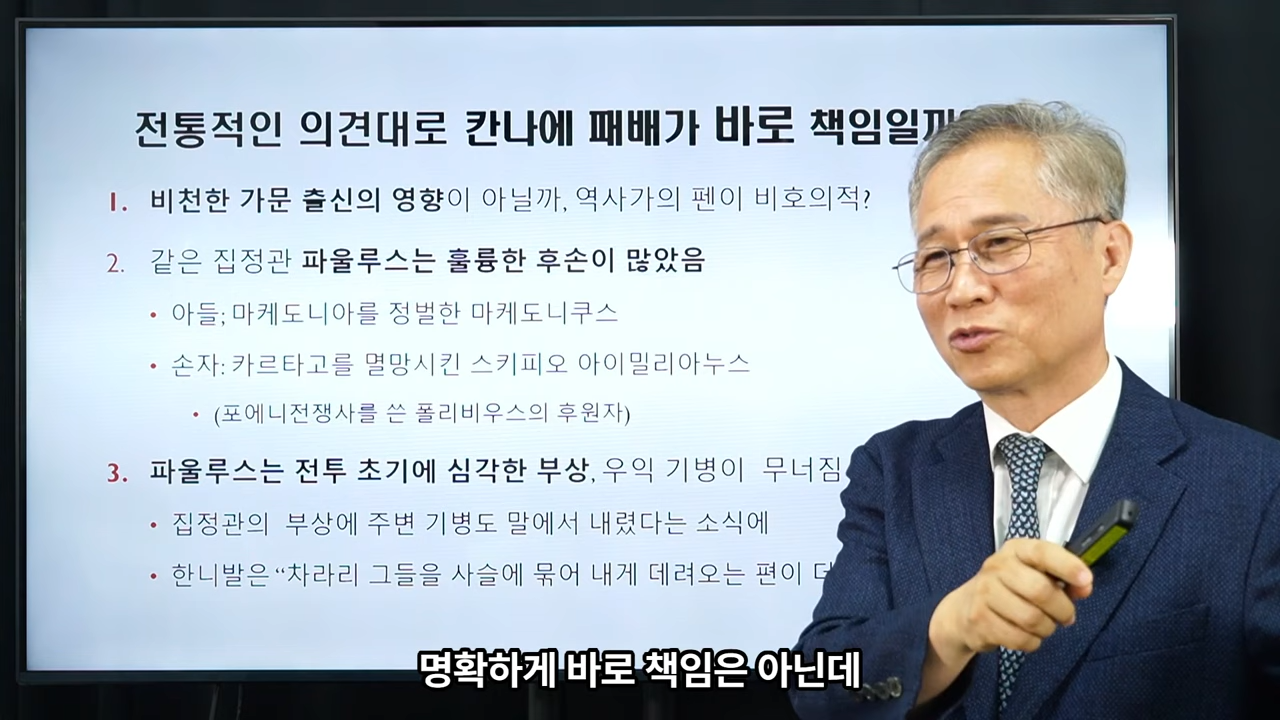 전통적인 의견대로 칸나에 패배가 바로 책임일까
1. 비천한 가문 출신의 영향이 아닐까, 역사가의 펜이 비호의적?
2. 같은 집정관 파울루스는 훌륭한 후손이 많았음
• 아들; 마케도니아를 정벌한 마케도니쿠스
• 손자: 카르타고를 멸망시킨 스키피오 아이밀리아누스
• (포에니전쟁사를 쓴 폴리비우스의 후원자)
3. 파울루스는 전투 초기에 심각한 부상, 우익 기병이 무너짐
• 집정관의 부상에 주변 기병도 말에서 내렸다는 소식에
• 한니발은 “차라리 그들을 사슬에 묶어 내게 데려오는 편이
명확하게 바로 책임은 아닌데